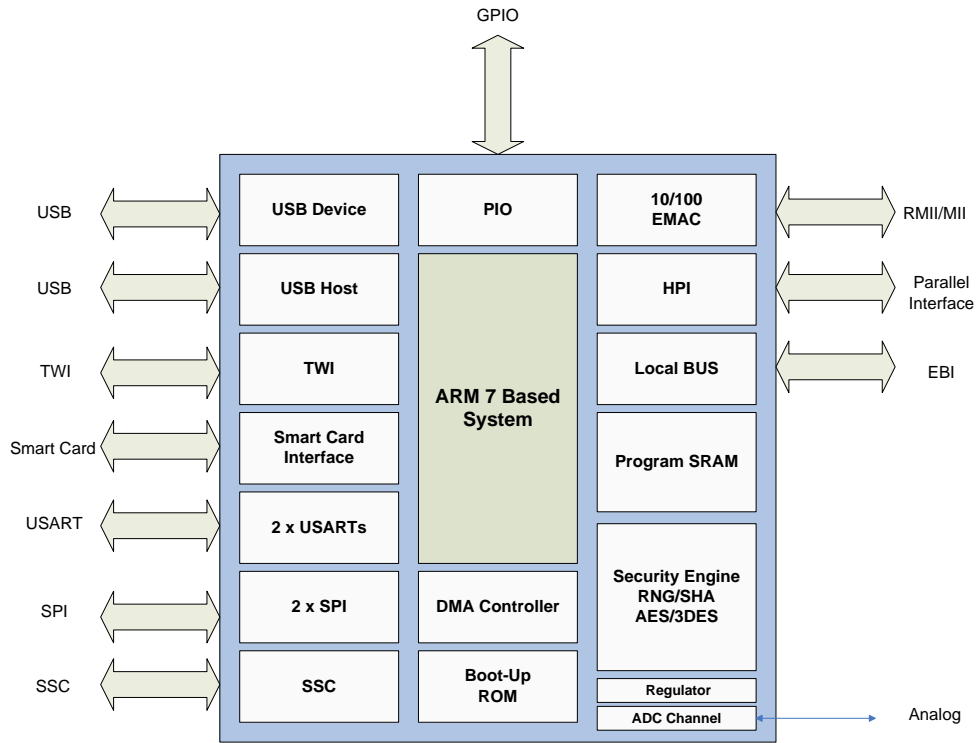 GPIO
USB
USB Device
PIO
10/100
EMAC
RMII/MII
USB
USB Host
HPI
Parallel
Interface
TWI
TWI
ARM 7 Based
System
Local BUS
EBI
Smart Card
Smart Card
Interface
Program SRAM
USART
2 x USARTs
Security Engine
RNG/SHA
AES/3DES
SPI
2 x SPI
DMA Controller
SSC
SSC
Boot-Up
ROM
Regulator
ADC Channel
Analog